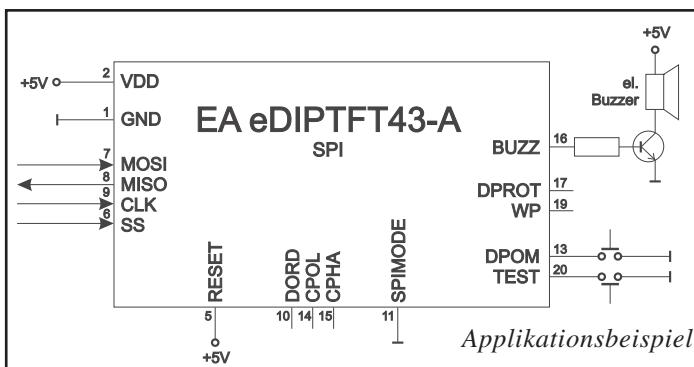 +5V
el.
Buzzer
+5V
2 VDD
1 GND
EA eDIPTFT43-A
SPI
7 MOSI
8 MISO
9 CLK
6 SS
BUZZ 16
DPROT 17
WP 19
DPOM 13
TEST 20
RESET
DORD
CPOL
CPHA
SPIMODE
5
10
14
15
11
+5V
Applikationsbeispiel